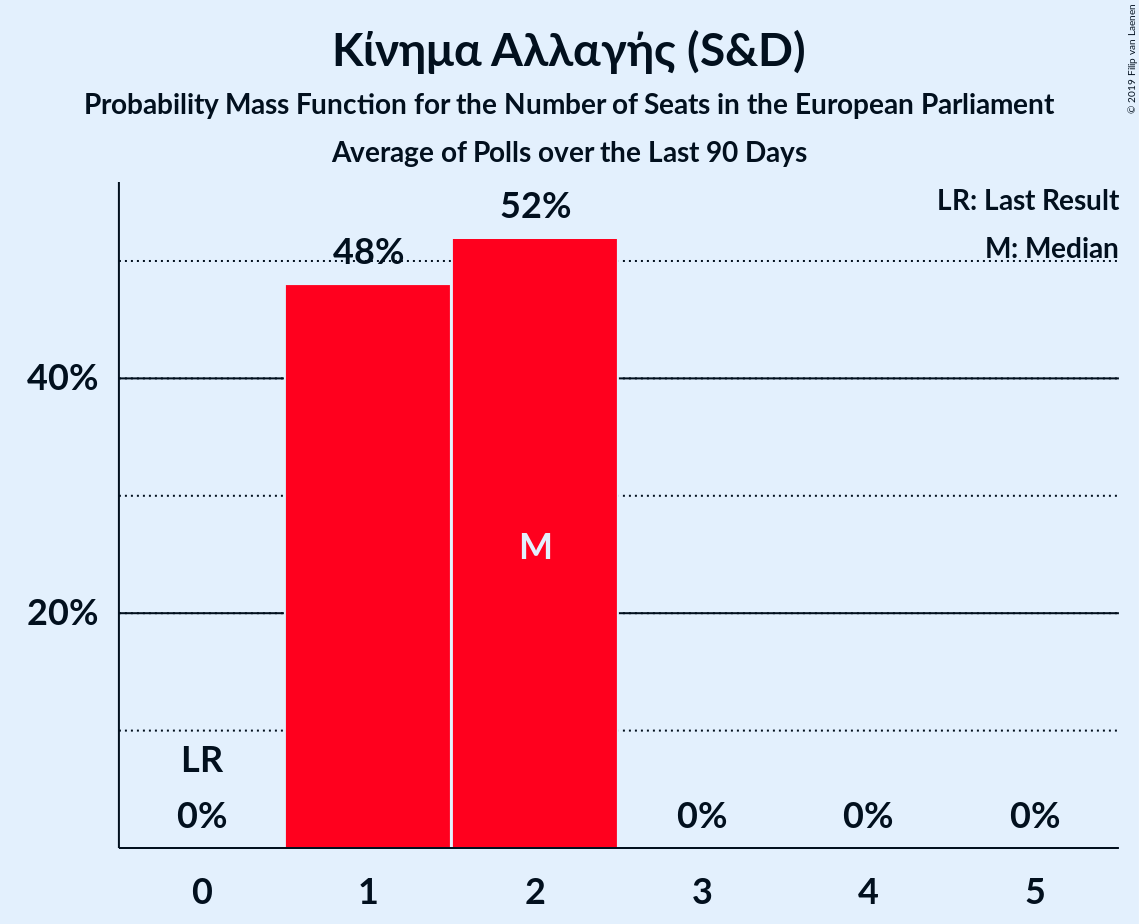 Κίνημα Αλλαγής (S&D)
Probability Mass Function for the Number of Seats in the European Parliament
Average of Polls over the Last 90 Days
© 2019 Filip van Laenen
LR: Last Result
M: Median
52%
48%
40%
M
20%
LR
0%
0%
0%
0%
0
1
2
3
4
5